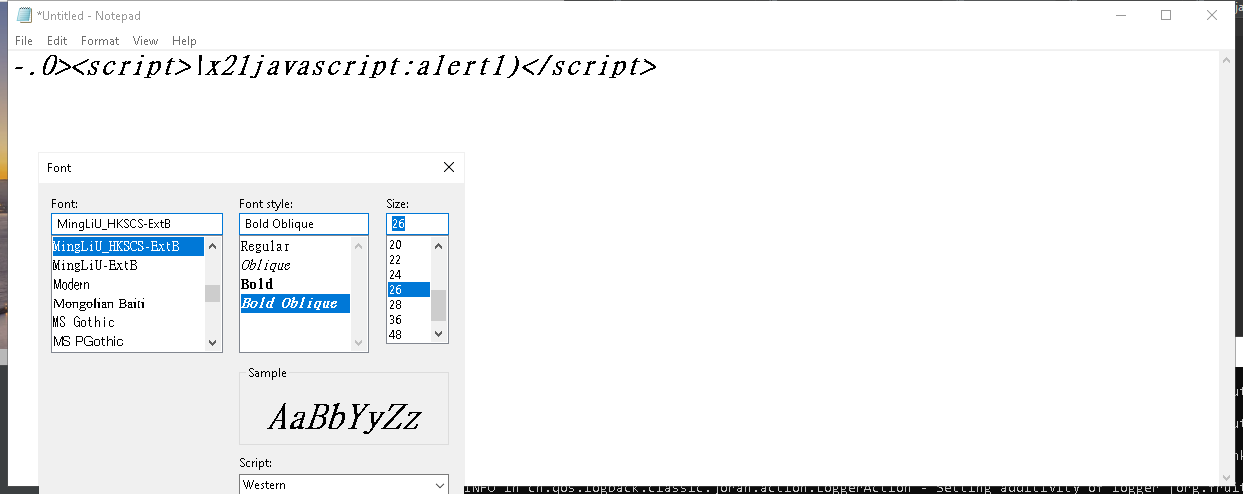 *Untitled - Notepad
File Edit Format View Help
-.0><script>\x21javascript:alert1)</script>
Font
Font: Font style: Size:
MingLiU_HKSCS-ExtB Bold Oblique 26
MingLiU_HKSCS-ExtB Regular 20
MingLiU-ExtB Oblique 22
Modern Bold 24
Mongolian Baiti Bold Oblique 26
MS Gothic 28
MS PGothic 36
48
Sample
AaBbYyZz
Script:
Western
INFO in ch.qos.logback.classic.joran.action.LoggerAction - Setting additivity of logger